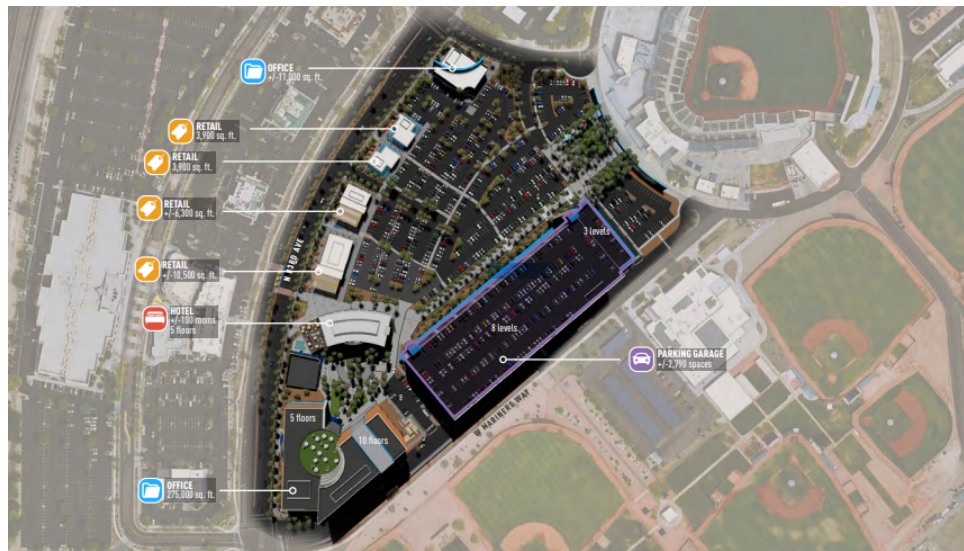 OFFICE
+/-11,000 sq. ft.
RETAIL
3,900 sq. ft.
RETAIL
3,900 sq. ft.
RETAIL
+/-6,300 sq. ft.
3 levels
N 83RD AVE
RETAIL
+/-10,500 sq. ft.
HOTEL
+/-100 rooms
5 floors
8 levels
PARKING GARAGE
+/-2,790 spaces
W MARINERS WAY
5 floors
10 floors
OFFICE
275,000 sq. ft.